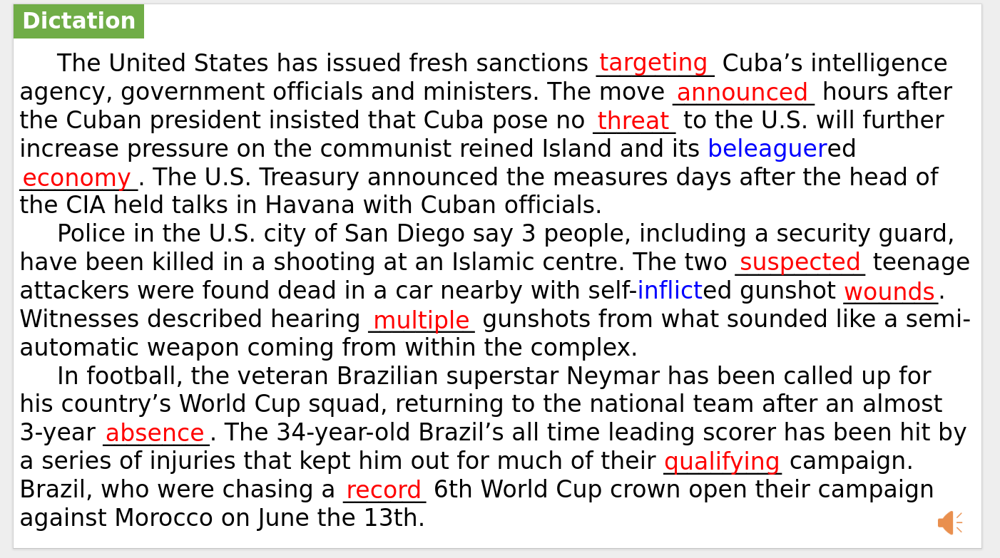 Dictation
The United States has issued fresh sanctions targeting Cuba’s intelligence
agency, government officials and ministers. The move announced hours after
the Cuban president insisted that Cuba pose no threat to the U.S. will further
increase pressure on the communist reined Island and its beleaguered
economy. The U.S. Treasury announced the measures days after the head of
the CIA held talks in Havana with Cuban officials.
Police in the U.S. city of San Diego say 3 people, including a security guard,
have been killed in a shooting at an Islamic centre. The two suspected teenage
attackers were found dead in a car nearby with self-inflicted gunshot wounds.
Witnesses described hearing multiple gunshots from what sounded like a semi-
automatic weapon coming from within the complex.
In football, the veteran Brazilian superstar Neymar has been called up for
his country’s World Cup squad, returning to the national team after an almost
3-year absence. The 34-year-old Brazil’s all time leading scorer has been hit by
a series of injuries that kept him out for much of their qualifying campaign.
Brazil, who were chasing a record 6th World Cup crown open their campaign
against Morocco on June the 13th.